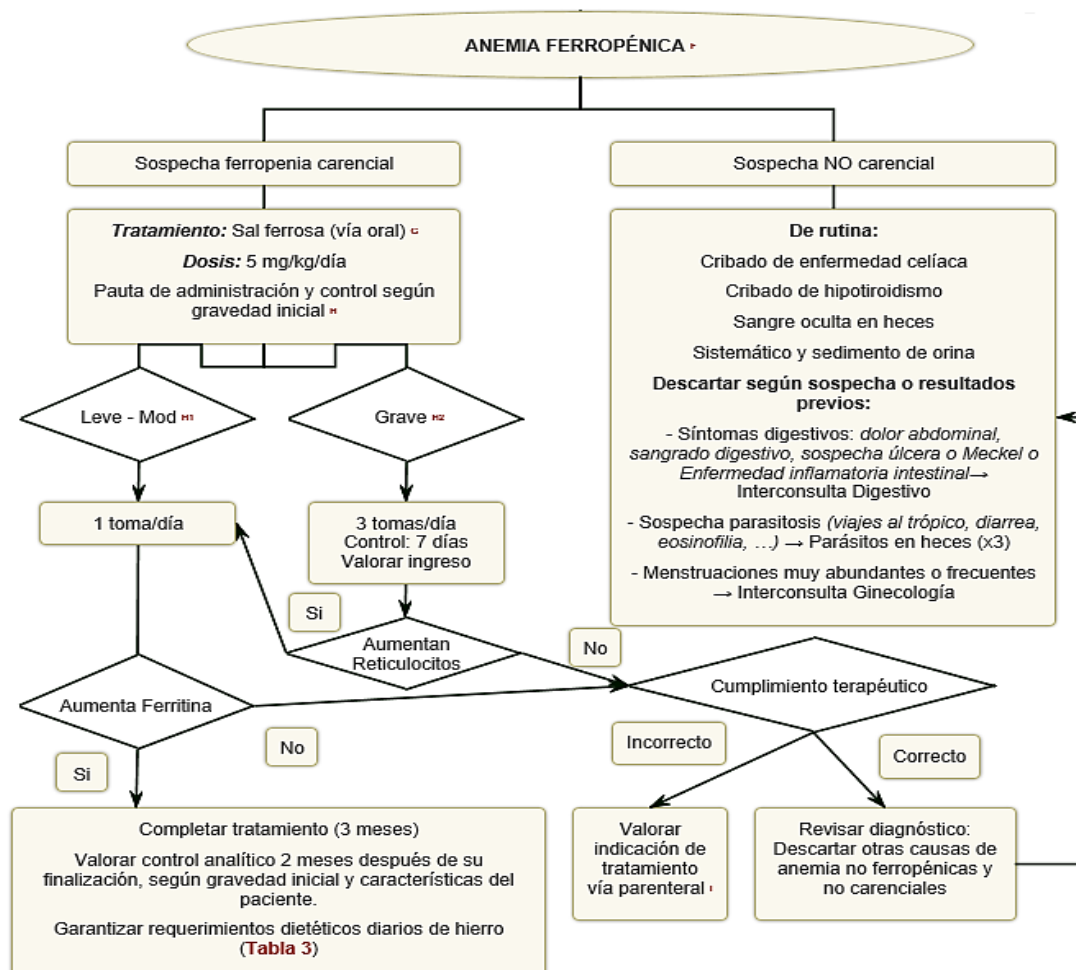 ANEMIA FERROPÉNICA F
Sospecha ferropenia carencial
Sospecha NO carencial
Tratamiento: Sal ferrosa (vía oral) G
Dosis: 5 mg/kg/día
Pauta de administración y control según
gravedad inicial H
De rutina:
Cribado de enfermedad celíaca
Cribado de hipotiroidismo
Sangre oculta en heces
Sistemático y sedimento de orina
Descartar según sospecha o resultados
previos:
- Síntomas digestivos: dolor abdominal,
sangrado digestivo, sospecha úlcera o Meckel o
Enfermedad inflamatoria intestinal→
Interconsulta Digestivo
- Sospecha parasitosis (viajes al trópico, diarrea,
eosinofilia, …) → Parásitos en heces (x3)
- Menstruaciones muy abundantes o frecuentes
→ Interconsulta Ginecología
Leve - Mod H1
Grave H2
1 toma/día
3 tomas/día
Control: 7 días
Valorar ingreso
Si
Aumentan
Reticulocitos
No
Cumplimiento terapéutico
Aumenta Ferritina
No
Si
Incorrecto
Correcto
Completar tratamiento (3 meses)
Valorar control analítico 2 meses después de su
finalización, según gravedad inicial y características del
paciente.
Garantizar requerimientos dietéticos diarios de hierro
(Tabla 3)
Valorar
indicación de
tratamiento
vía parenteral I
Revisar diagnóstico:
Descartar otras causas de
anemia no ferropénicas y
no carenciales